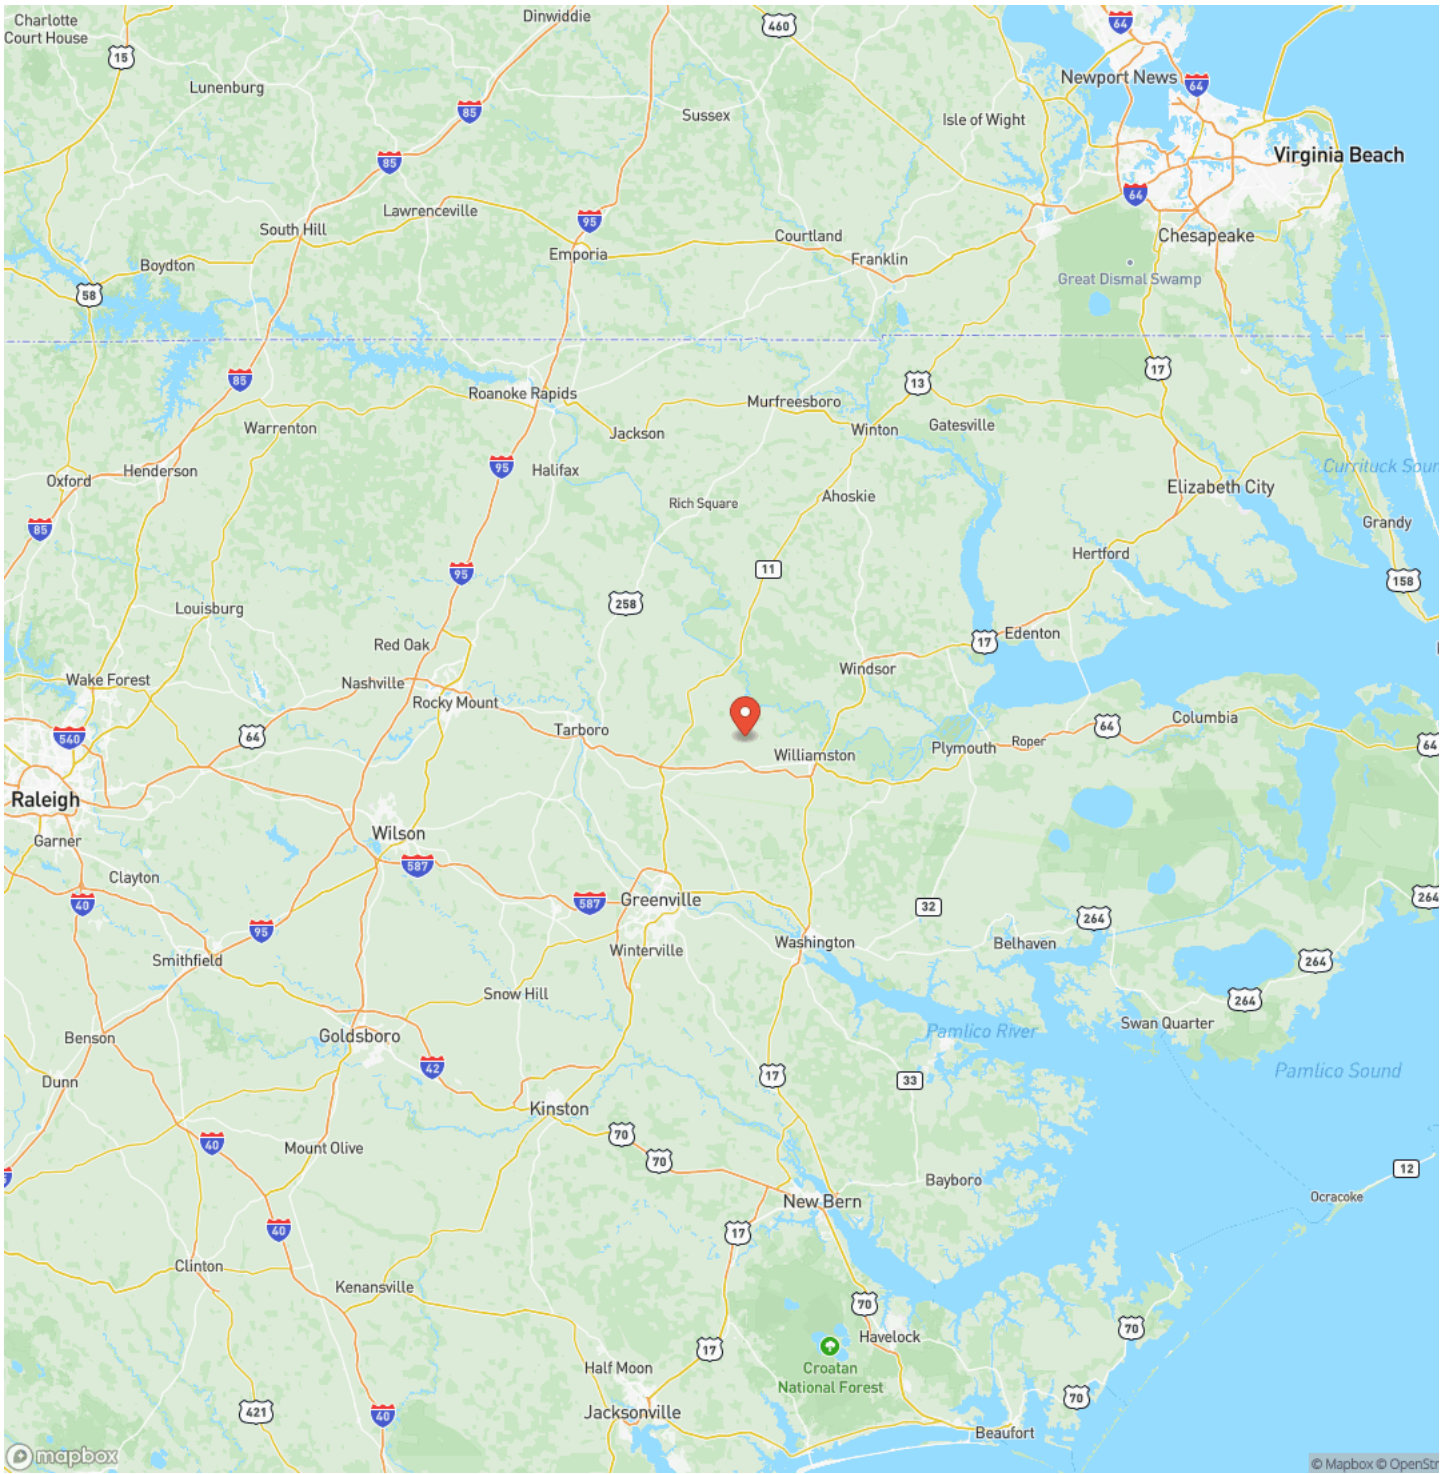 Charlotte
Court House
Dinwiddie
460
64
15
Newport News
64
Lunenburg
85
Sussex
Isle of Wight
Virginia Beach
85
64
Lawrenceville
95
South Hill
Courtland
Chesapeake
Emporia
Franklin
Boydton
Great Dismal Swamp
58
17
85
13
Roanoke Rapids
Murfreesboro
Warrenton
Jackson
Winton
Gatesville
Henderson
95
Halifax
Currituck Soun
Oxford
Elizabeth City
Rich Square
Ahoskie
85
Grandy
Hertford
11
95
158
258
Louisburg
Edenton
17
Red Oak
Windsor
Wake Forest
Nashville
Rocky Mount
Columbia
64
Tarboro
540
64
Roper
64
Plymouth
Williamston
Raleigh
Wilson
Garner
587
Clayton
Greenville
264
40
587
32
264
95
Washington
Belhaven
Winterville
Smithfield
264
Snow Hill
264
Swan Quarter
Pamlico River
Goldsboro
Benson
42
Pamlico Sound
17
Dunn
33
Kinston
70
40
Mount Olive
70
12
Bayboro
Ocracoke
New Bern
40
17
Clinton
Kenansville
70
70
Havelock
17
Half Moon
Croatan
National Forest
70
421
40
Jacksonville
Beaufort
mapbox
© Mapbox © OpenStr